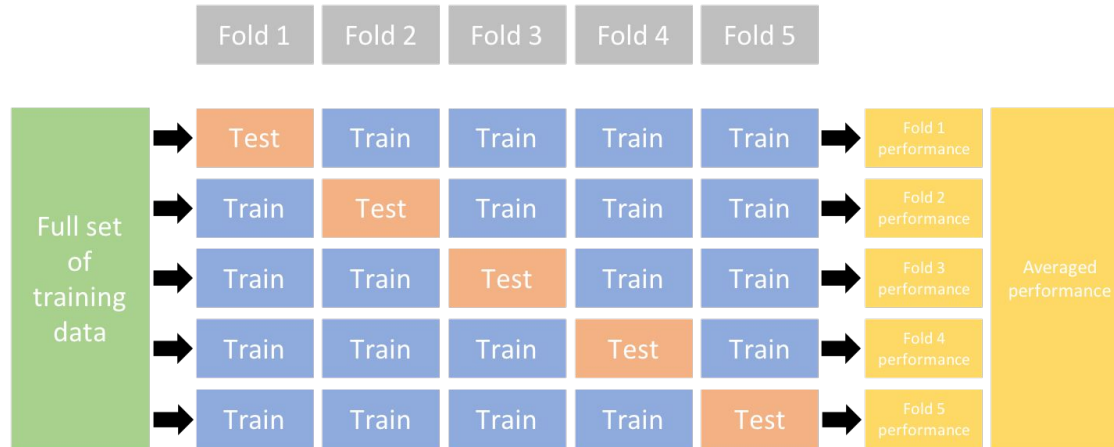 Fold 1 Fold 2 Fold 3 Fold 4 Fold 5
Full set
of
training
data
Test Train Train Train Train
Fold 1
performance
Train Test Train Train Train
Fold 2
performance
Train Train Test Train Train
Fold 3
performance
Train Train Train Test Train
Fold 4
performance
Train Train Train Train Test
Fold 5
performance
Averaged
performance